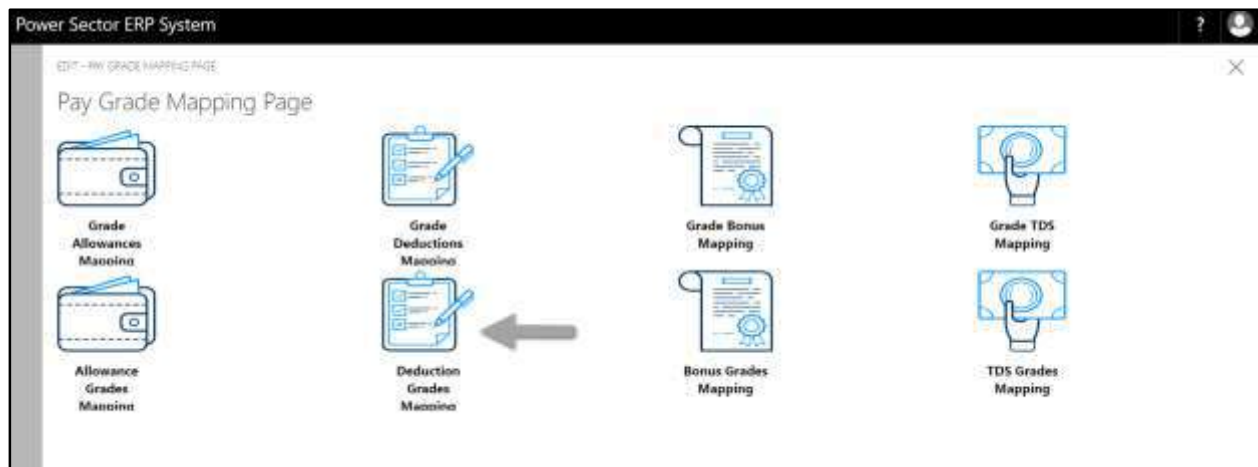 Power Sector ERP System
?
EDIT - PAY GRADE MAPPING PAGE
Pay Grade Mapping Page
Grade
Allowances
Mapping
Grade
Deductions
Mapping
Grade Bonus
Mapping
Grade TDS
Mapping
Allowance
Grades
Mapping
Deduction
Grades
Mapping
Bonus Grades
Mapping
TDS Grades
Mapping